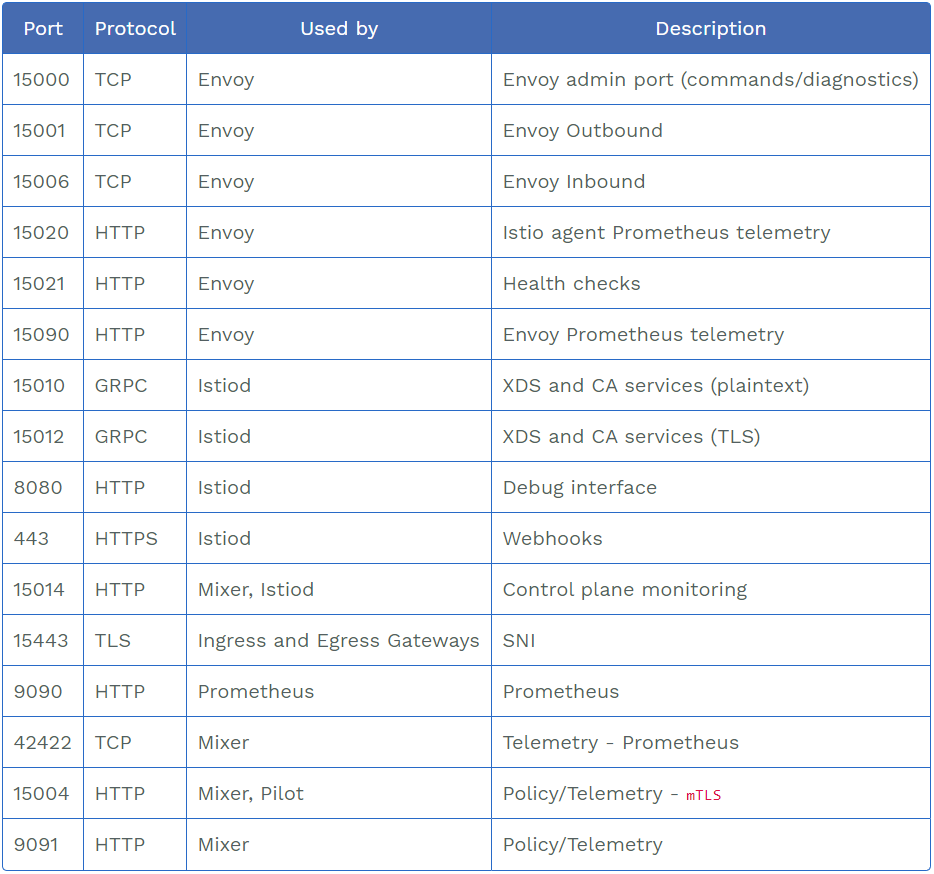 Port Protocol Used by Description
15000 TCP Envoy Envoy admin port (commands/diagnostics)
15001 TCP Envoy Envoy Outbound
15006 TCP Envoy Envoy Inbound
15020 HTTP Envoy Istio agent Prometheus telemetry
15021 HTTP Envoy Health checks
15090 HTTP Envoy Envoy Prometheus telemetry
15010 GRPC Istiod XDS and CA services (plaintext)
15012 GRPC Istiod XDS and CA services (TLS)
8080 HTTP Istiod Debug interface
443 HTTPS Istiod Webhooks
15014 HTTP Mixer, Istiod Control plane monitoring
15443 TLS Ingress and Egress Gateways SNI
9090 HTTP Prometheus Prometheus
42422 TCP Mixer Telemetry - Prometheus
15004 HTTP Mixer, Pilot Policy/Telemetry - mTLS
9091 HTTP Mixer Policy/Telemetry